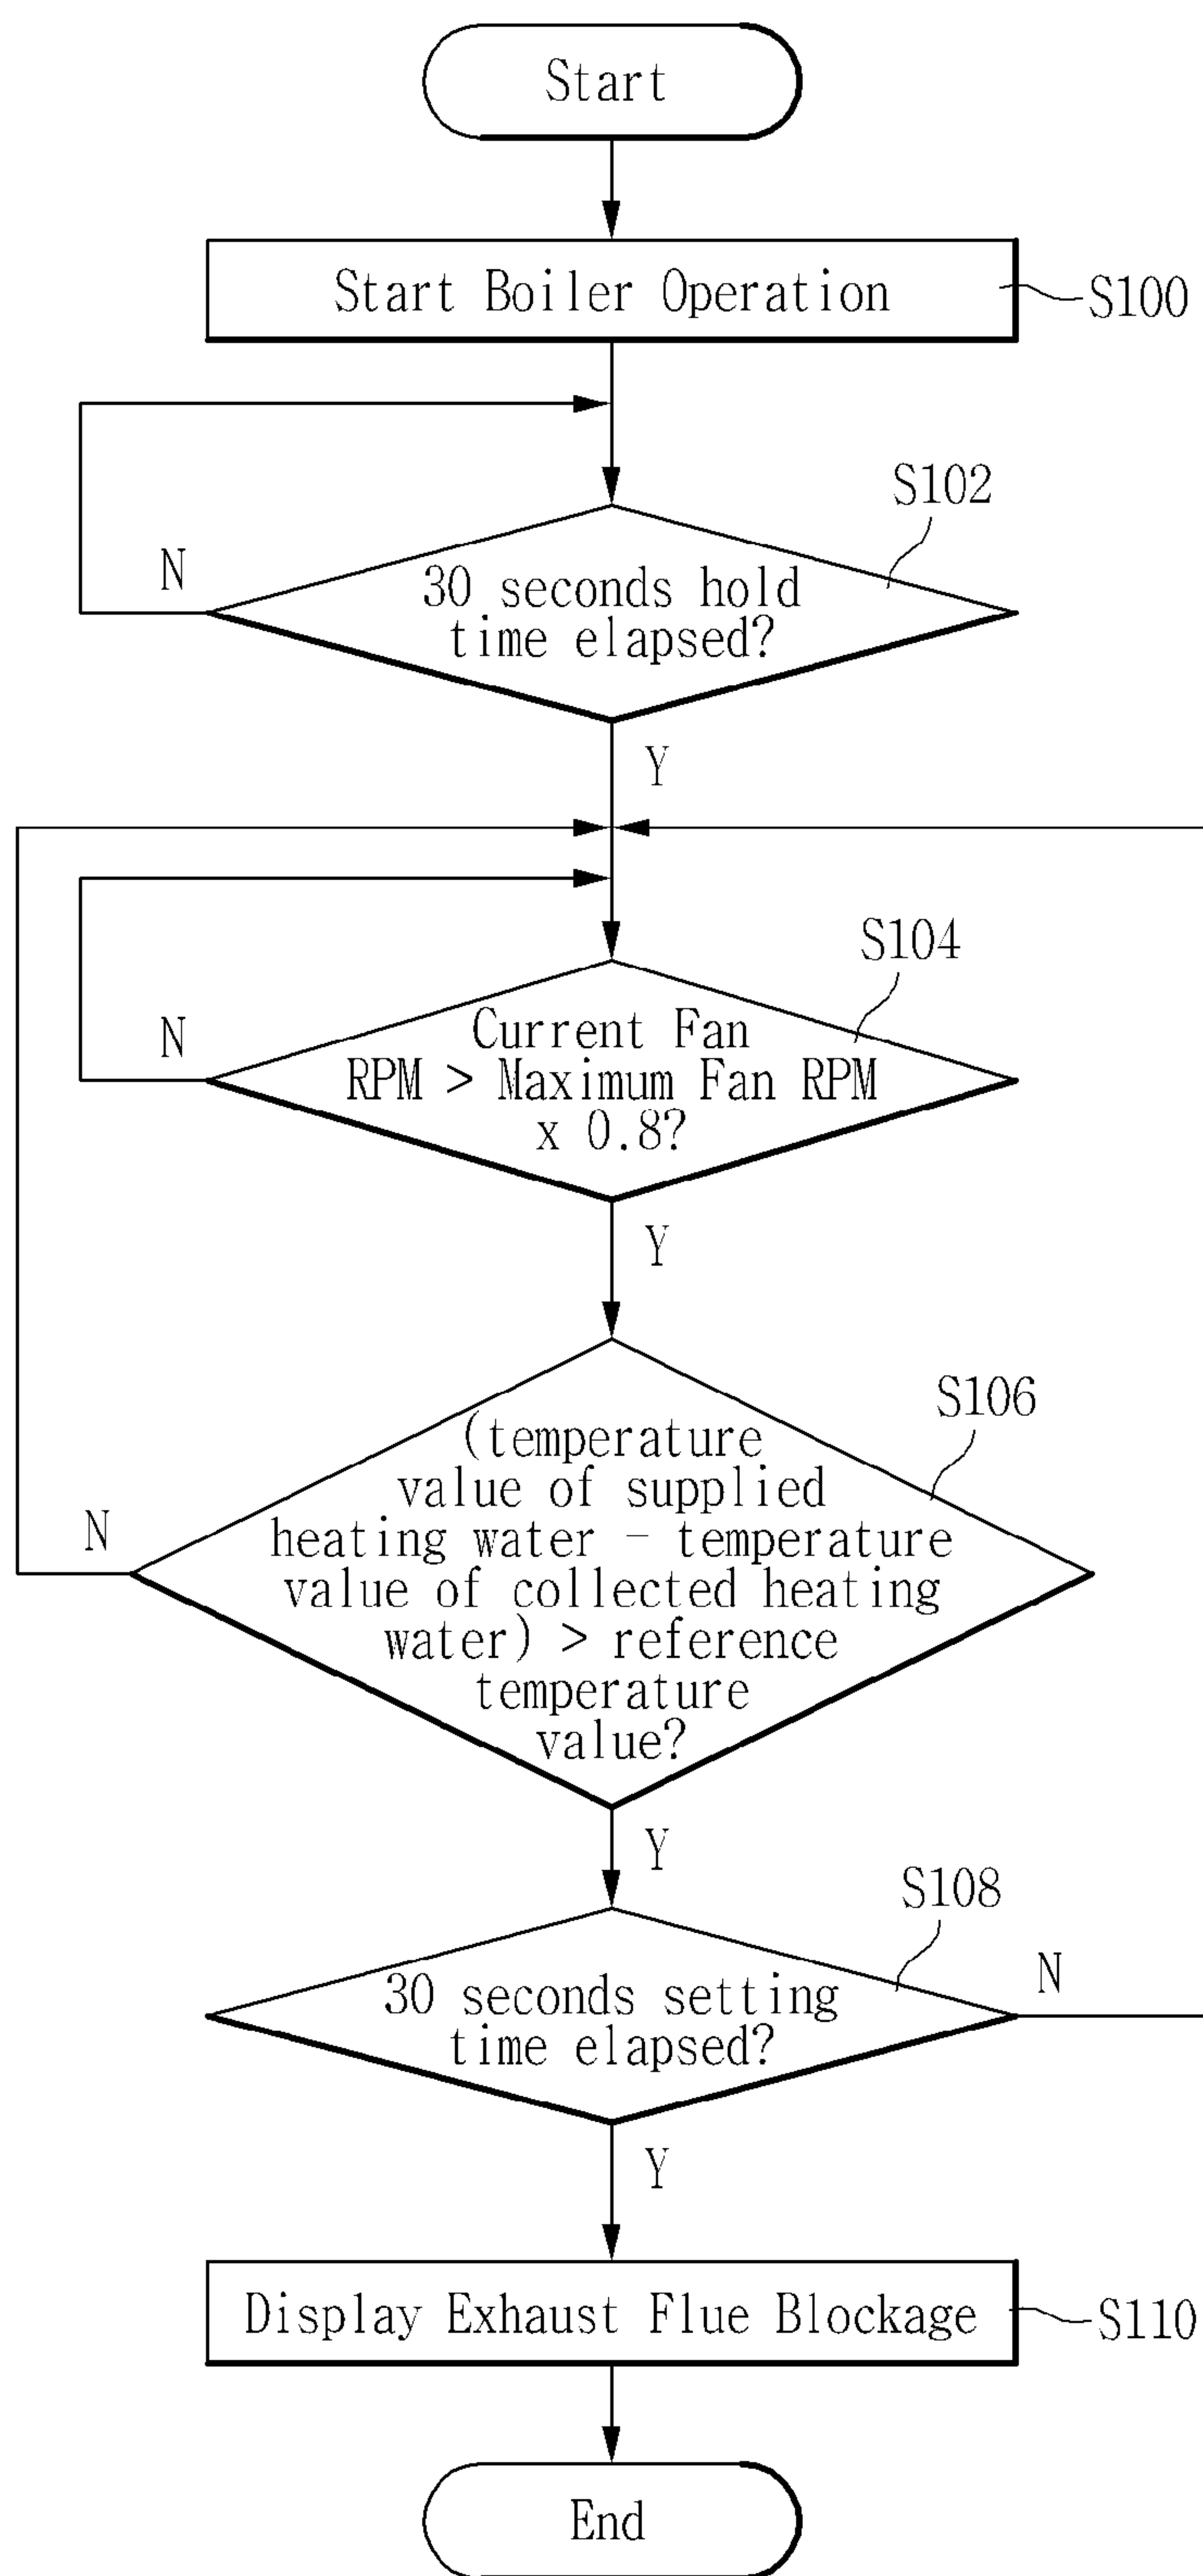 Start
Start Boiler Operation
S100
S102
N
30 seconds hold
time elapsed?
Y
S104
N
Current Fan
RPM > Maximum Fan RPM
x 0.8?
Y
S106
N
(temperature
value of supplied
heating water - temperature
value of collected heating
water) > reference
temperature
value?
Y
S108
N
30 seconds setting
time elapsed?
Y
Display Exhaust Flue Blockage
S110
End